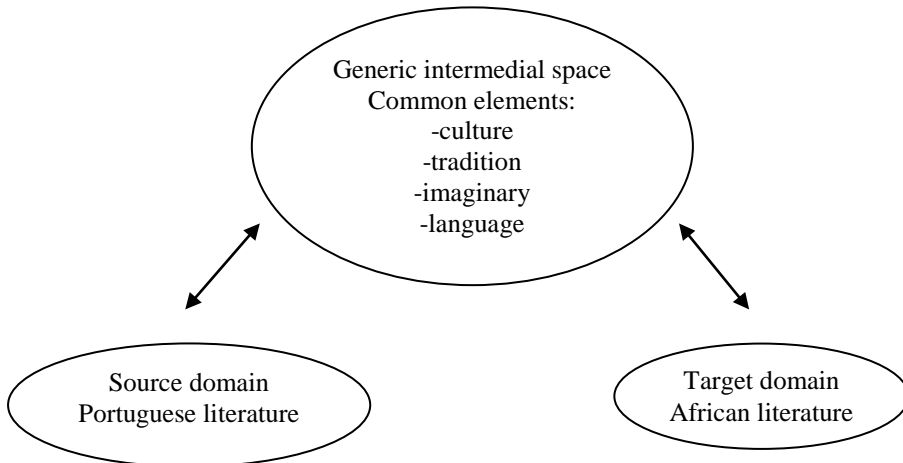 Generic intermedial space
Common elements:
-culture
-tradition
-imaginary
-language
Source domain
Portuguese literature
Target domain
African literature